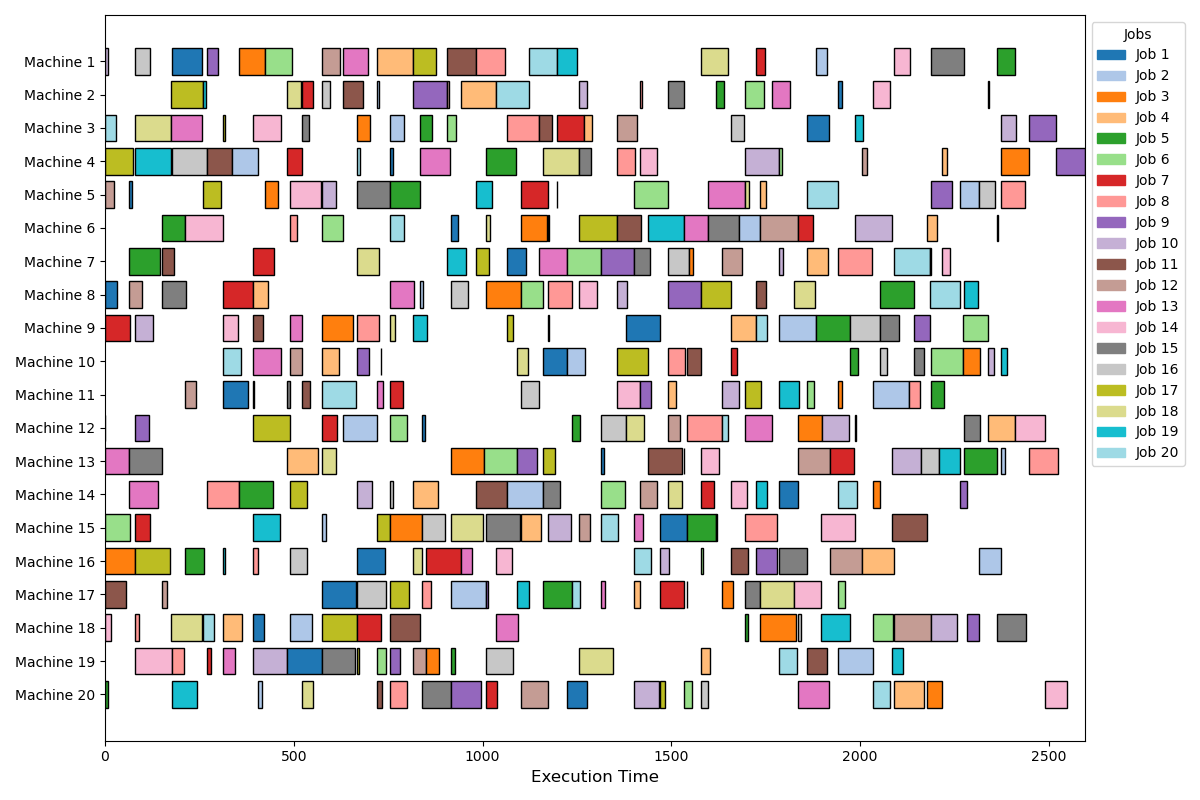 Machine 1
Machine 2
Machine 3
Machine 4
Machine 5
Machine 6
Machine 7
Machine 8
Machine 9
Machine 10
Machine 11
Machine 12
Machine 13
Machine 14
Machine 15
Machine 16
Machine 17
Machine 18
Machine 19
Machine 20
0 500 1000 1500 2000 2500
Execution Time
Jobs
Job 1
Job 2
Job 3
Job 4
Job 5
Job 6
Job 7
Job 8
Job 9
Job 10
Job 11
Job 12
Job 13
Job 14
Job 15
Job 16
Job 17
Job 18
Job 19
Job 20